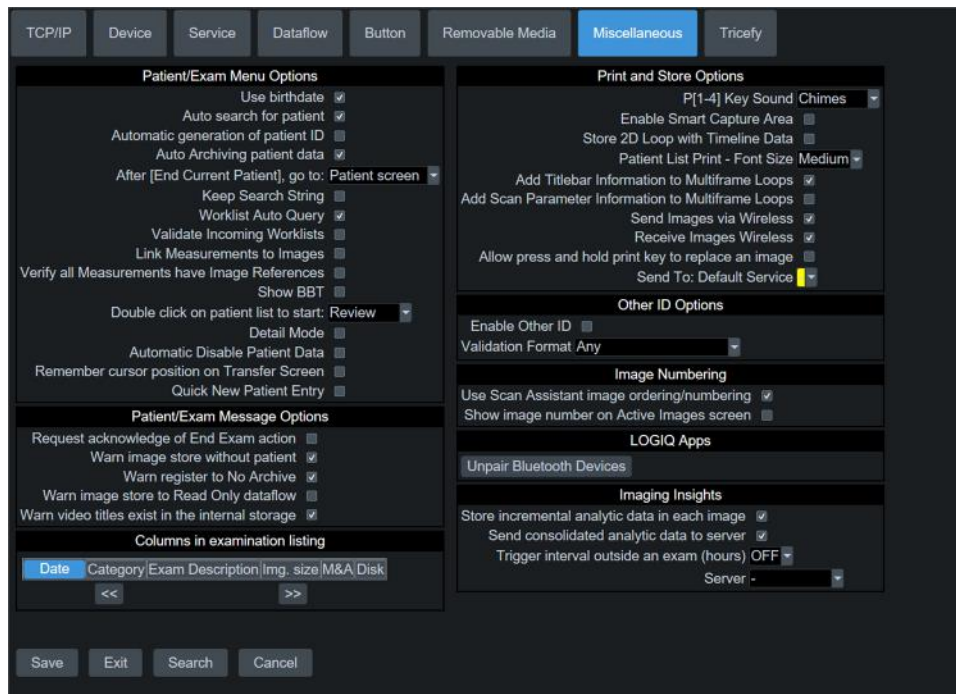 TCP/IP Device Service Dataflow Button Removable Media Miscellaneous Tricefy
Patient/Exam Menu Options
Use birthdate
Auto search for patient
Automatic generation of patient ID
Auto Archiving patient data
After [End Current Patient], go to: Patient screen
Keep Search String
Worklist Auto Query
Validate Incoming Worklists
Link Measurements to Images
Verify all Measurements have Image References
Show BBT
Double click on patient list to start: Review
Detail Mode
Automatic Disable Patient Data
Remember cursor position on Transfer Screen
Quick New Patient Entry
Patient/Exam Message Options
Request acknowledge of End Exam action
Warn image store without patient
Warn register to No Archive
Warn image store to Read Only dataflow
Warn video titles exist in the internal storage
Columns in examination listing
Date Category Exam Description Img. size M&A Disk
<< >>
Print and Store Options
P[1-4] Key Sound Chimes
Enable Smart Capture Area
Store 2D Loop with Timeline Data
Patient List Print - Font Size Medium
Add Titlebar Information to Multiframe Loops
Add Scan Parameter Information to Multiframe Loops
Send Images via Wireless
Receive Images Wireless
Allow press and hold print key to replace an image
Send To: Default Service
Other ID Options
Enable Other ID
Validation Format Any
Image Numbering
Use Scan Assistant image ordering/numbering
Show image number on Active Images screen
LOGIQ Apps
Unpair Bluetooth Devices
Imaging Insights
Store incremental analytic data in each image
Send consolidated analytic data to server
Trigger interval outside an exam (hours) OFF
Server -
Save Exit Search Cancel